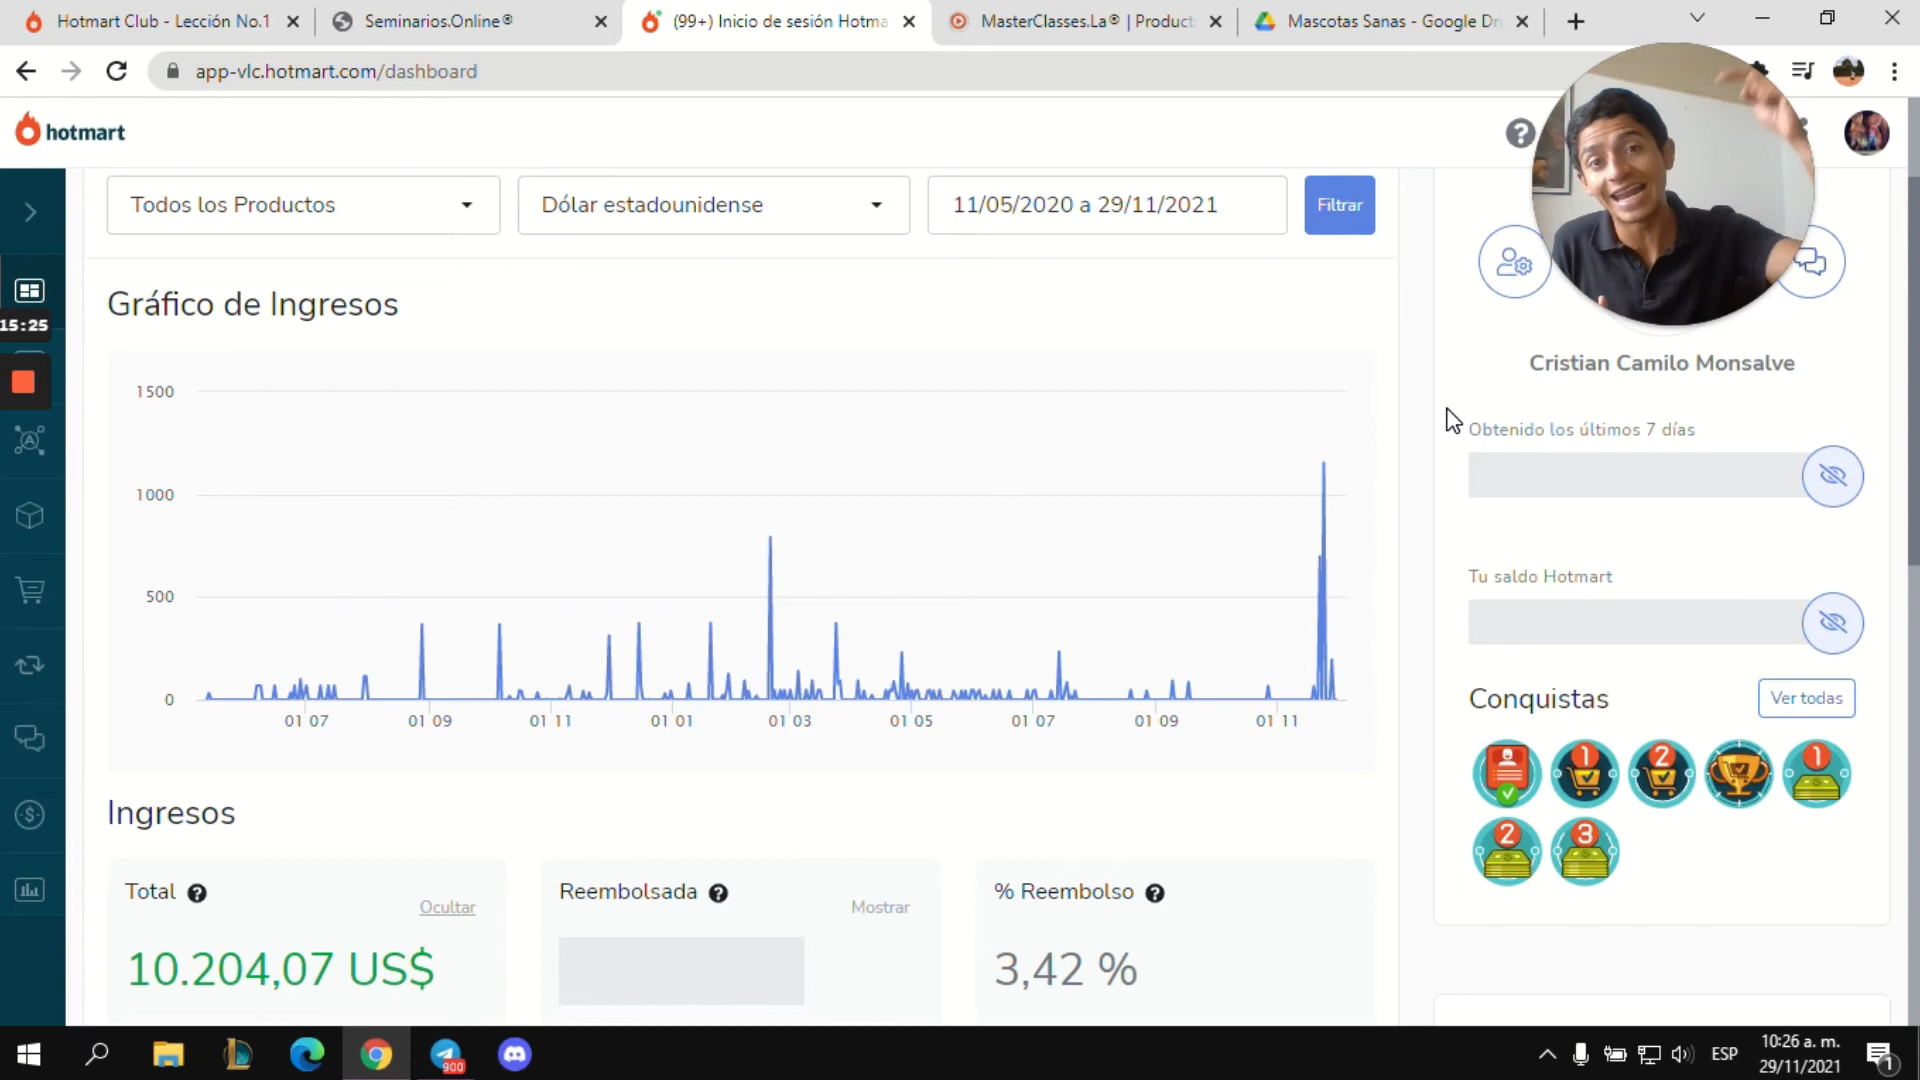 Hotmart Club - Lección No.1
Seminarios.Online®
(99+) Inicio de sesión Hotma
MasterClasses.La® | Product
Mascotas Sanas - Google Dri
app-vlc.hotmart.com/dashboard
hotmart
Todos los Productos
Dólar estadounidense
11/05/2020 a 29/11/2021
Filtrar
15:25
Gráfico de Ingresos
1500
1000
500
0
01 07
01 09
01 11
01 01
01 03
01 05
01 07
01 09
01 11
Cristian Camilo Monsalve
Obtenido los últimos 7 días
Tu saldo Hotmart
Conquistas
Ver todas
1
2
1
2
3
Ingresos
Total
Ocultar
10.204,07 US$
Reembolsada
Mostrar
% Reembolso
3,42 %
900
ESP
10:26 a. m.
29/11/2021
1